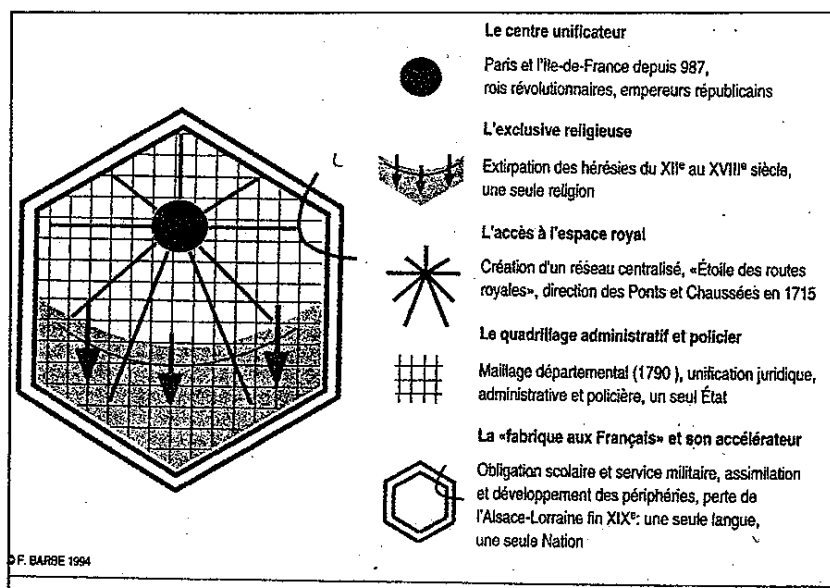 Le centre unificateur
Paris et l'Ile-de-France depuis 987,
rois révolutionnaires, empereurs républicains
L'exclusive religieuse
Extirpation des hérésies du XIIe au XVIIIe siècle,
une seule religion
L'accès à l'espace royal
Création d'un réseau centralisé, «Étoile des routes
royales», direction des Ponts et Chaussées en 1715
Le quadrillage administratif et policier
Maillage départemental (1790 ), unification juridique,
administrative et policière, un seul État
La «fabrique aux Français» et son accélérateur
Obligation scolaire et service militaire, assimilation
et développement des périphéries, perte de
l'Alsace-Lorraine fin XIXe: une seule langue,
une seule Nation
© F. BARBE 1994